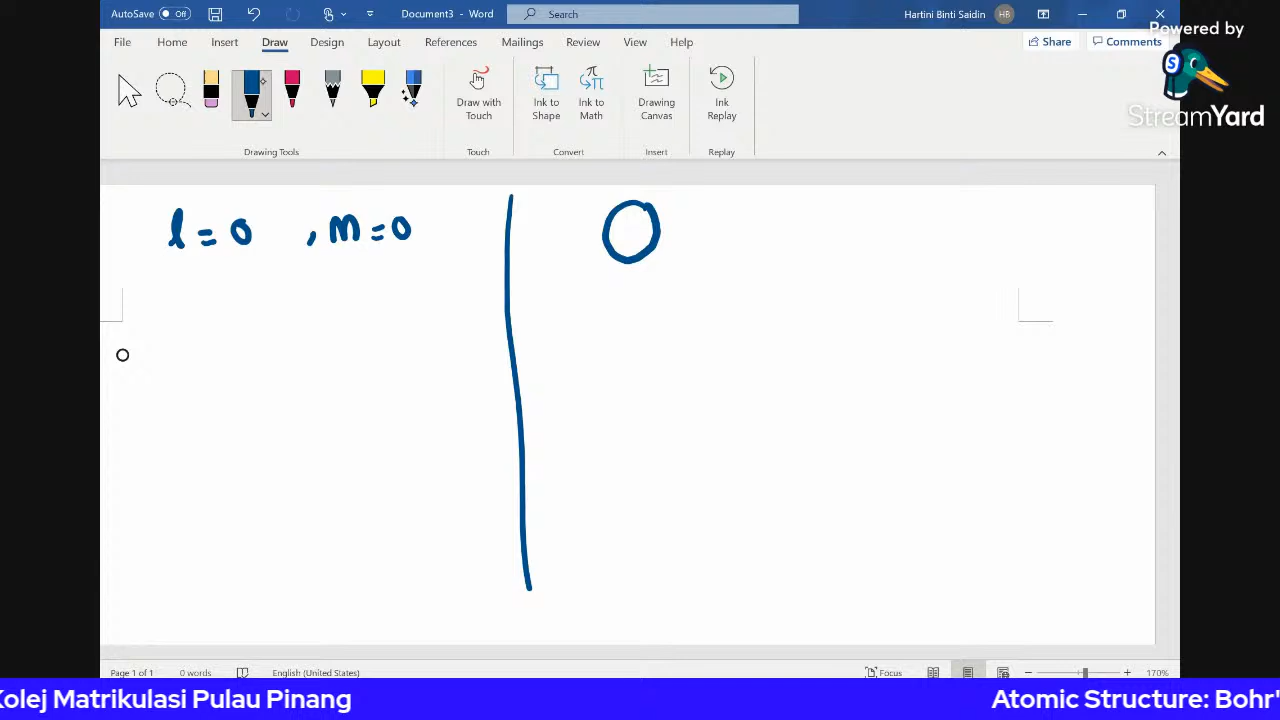 AutoSave Off Document3 - Word Search Hartini Binti Saidin HB
Powered by
File Home Insert Draw Design Layout References Mailings Review View Help Share Comments
StreamYard
Draw with Touch
Ink to Shape
Ink to Math
Drawing Canvas
Ink Replay
Drawing Tools Touch Convert Insert Replay
l = 0 , m = 0
Page 1 of 1 0 words English (United States) Focus 170%
Kolej Matrikulasi Pulau Pinang Atomic Structure: Bohr'